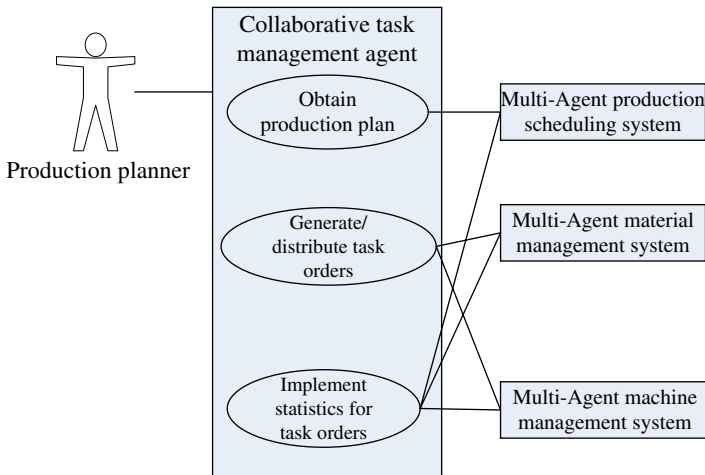 Collaborative task
management agent
Obtain
production plan
Multi-Agent production
scheduling system
Production planner
Generate/
distribute task
orders
Multi-Agent material
management system
Implement
statistics for
task orders
Multi-Agent machine
management system